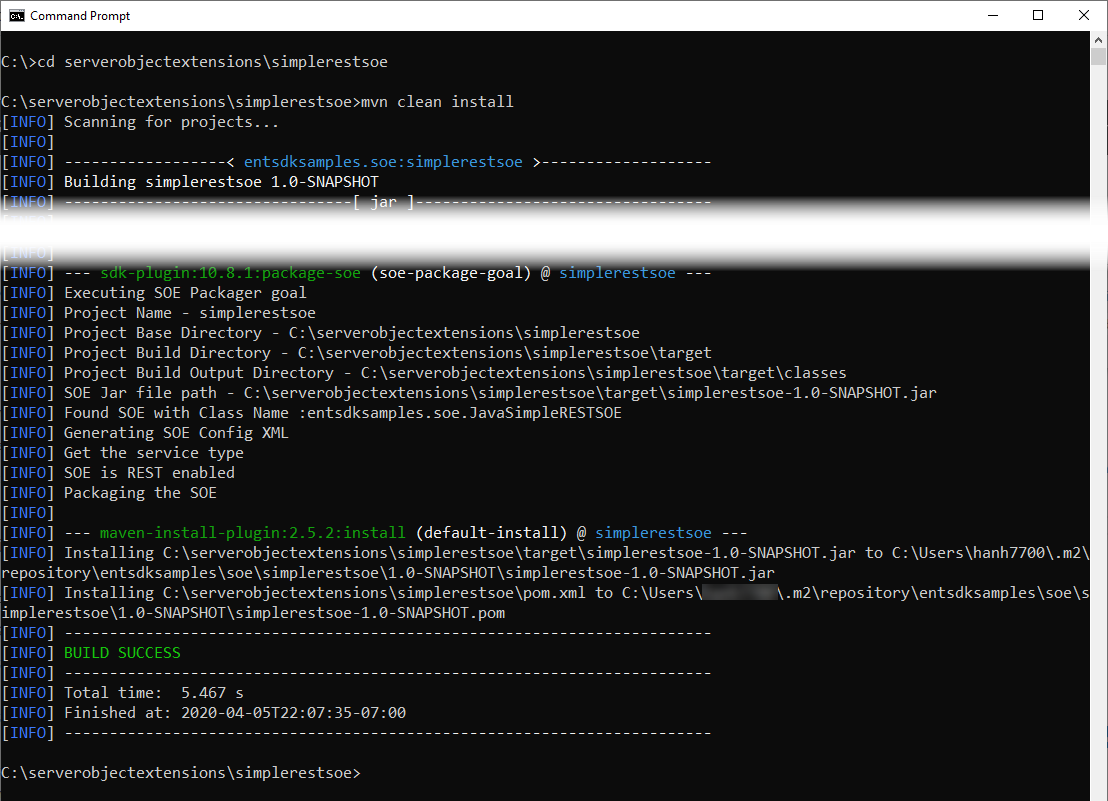 Command Prompt
C:\>cd serverobjectextensions\simplerestsoe
C:\serverobjectextensions\simplerestsoe>mvn clean install
[INFO] Scanning for projects...
[INFO]
[INFO] ------------------< entsdksamples.soe:simplerestsoe >-------------------
[INFO] Building simplerestsoe 1.0-SNAPSHOT
[INFO] --------------------------------[ jar ]---------------------------------
[INFO]
[INFO] --- sdk-plugin:10.8.1:package-soe (soe-package-goal) @ simplerestsoe ---
[INFO] Executing SOE Packager goal
[INFO] Project Name - simplerestsoe
[INFO] Project Base Directory - C:\serverobjectextensions\simplerestsoe
[INFO] Project Build Directory - C:\serverobjectextensions\simplerestsoe\target
[INFO] Project Build Output Directory - C:\serverobjectextensions\simplerestsoe\target\classes
[INFO] SOE Jar file path - C:\serverobjectextensions\simplerestsoe\target\simplerestsoe-1.0-SNAPSHOT.jar
[INFO] Found SOE with Class Name :entsdksamples.soe.JavaSimpleRESTSOE
[INFO] Generating SOE Config XML
[INFO] Get the service type
[INFO] SOE is REST enabled
[INFO] Packaging the SOE
[INFO]
[INFO] --- maven-install-plugin:2.5.2:install (default-install) @ simplerestsoe ---
[INFO] Installing C:\serverobjectextensions\simplerestsoe\target\simplerestsoe-1.0-SNAPSHOT.jar to C:\Users\hanh7700\.m2\
repository\entsdksamples\soe\simplerestsoe\1.0-SNAPSHOT\simplerestsoe-1.0-SNAPSHOT.jar
[INFO] Installing C:\serverobjectextensions\simplerestsoe\pom.xml to C:\Users\ \.m2\repository\entsdksamples\soe\s
implerestsoe\1.0-SNAPSHOT\simplerestsoe-1.0-SNAPSHOT.pom
[INFO] ------------------------------------------------------------------------
[INFO] BUILD SUCCESS
[INFO] ------------------------------------------------------------------------
[INFO] Total time:  5.467 s
[INFO] Finished at: 2020-04-05T22:07:35-07:00
[INFO] ------------------------------------------------------------------------
C:\serverobjectextensions\simplerestsoe>